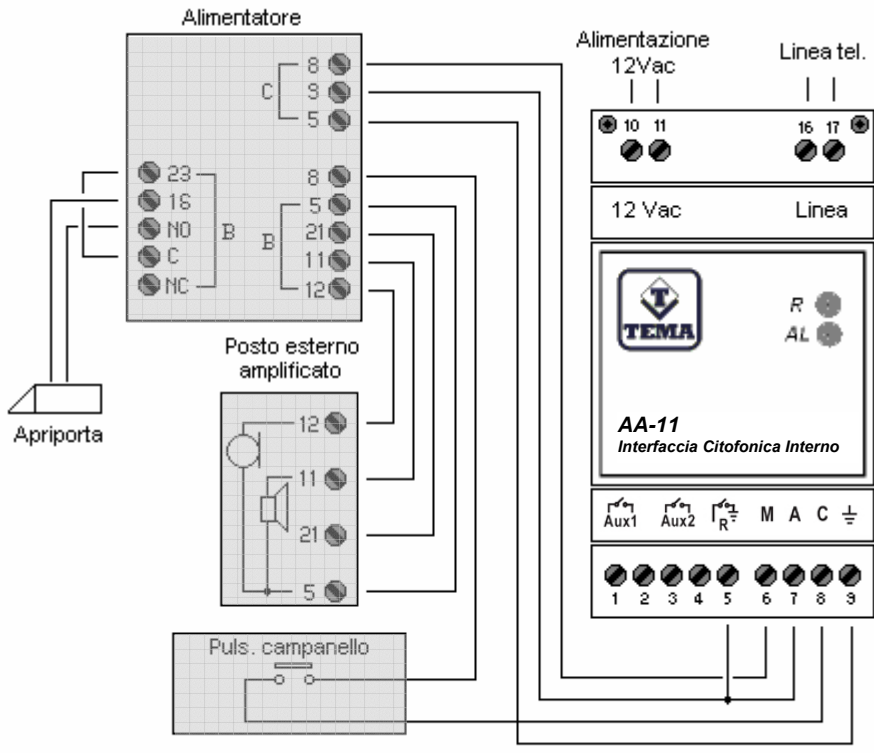 Alimentatore
8
C 9
5
23
16
NO B
C
NC
8
5
B 21
11
12
Apriporta
Posto esterno
amplificato
12
11
21
5
Puls. campanello
Alimentazione
12Vac
Linea tel.
10 11 16 17
12 Vac Linea
T
TEMA
R
AL
AA-11
Interfaccia Citofonica Interno
Aux1 Aux2 R M A C
1 2 3 4 5 6 7 8 9